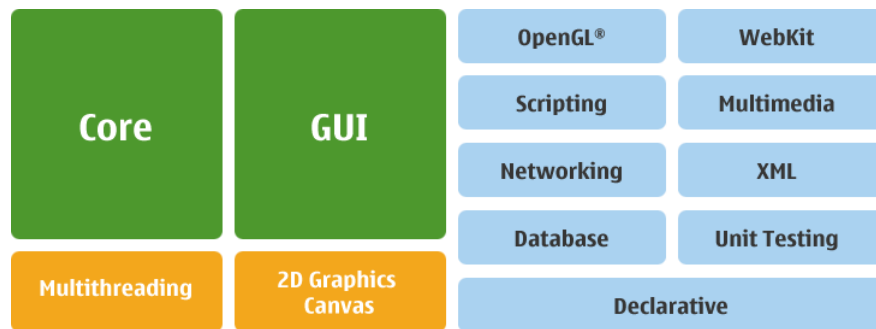 Core
GUI
OpenGL®
WebKit
Scripting
Multimedia
Networking
XML
Database
Unit Testing
Multithreading
2D Graphics
Canvas
Declarative